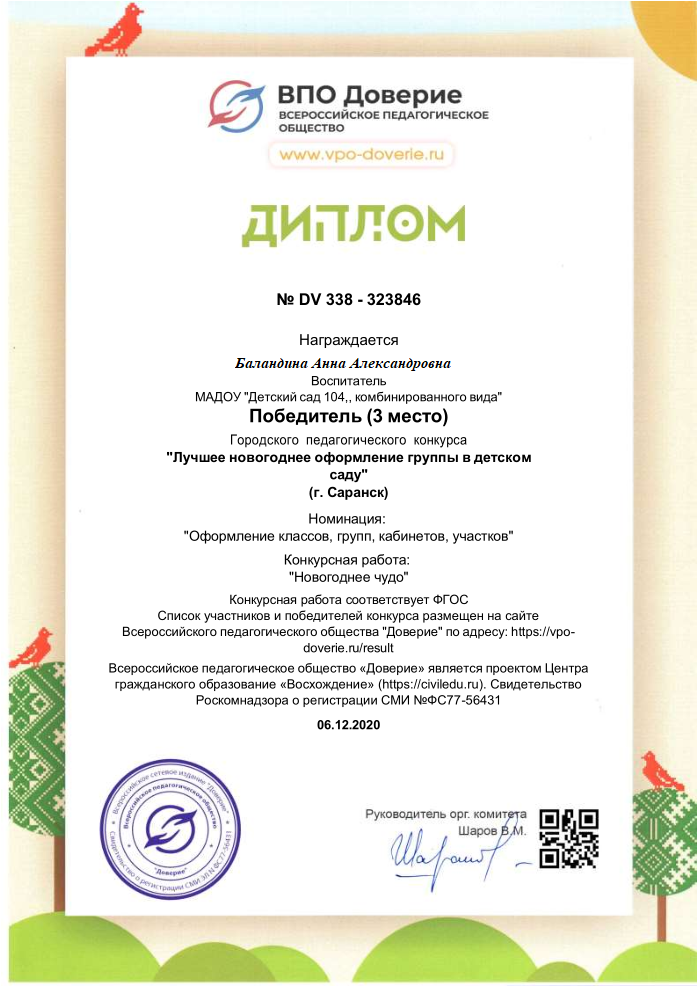 ВПО Доверие
ВСЕРОССИЙСКОЕ ПЕДАГОГИЧЕСКОЕ
ОБЩЕСТВО
www.vpo-doverie.ru
ДИПЛОМ
№ DV 338 - 323846
Награждается
Баландина Анна Александровна
Воспитатель
МАДОУ "Детский сад 104,, комбинированного вида"
Победитель (3 место)
Городского педагогического конкурса
"Лучшее новогоднее оформление группы в детском
саду"
(г. Саранск)
Номинация:
"Оформление классов, групп, кабинетов, участков"
Конкурсная работа:
"Новогоднее чудо"
Конкурсная работа соответствует ФГОС
Список участников и победителей конкурса размещен на сайте
Всероссийского педагогического общества "Доверие" по адресу: https://vpo-
doverie.ru/result
Всероссийское педагогическое общество «Доверие» является проектом Центра
гражданского образование «Восхождение» (https://civiledu.ru). Свидетельство
Роскомнадзора о регистрации СМИ №ФС77-56431
06.12.2020
Всероссийское сетевое издание "Доверие"
Свидетельство о регистрации СМИ ЭЛ N ФС 77-56431
Всероссийское педагогическое общество
"Доверие"
Руководитель орг. комитета
Шаров В.М.